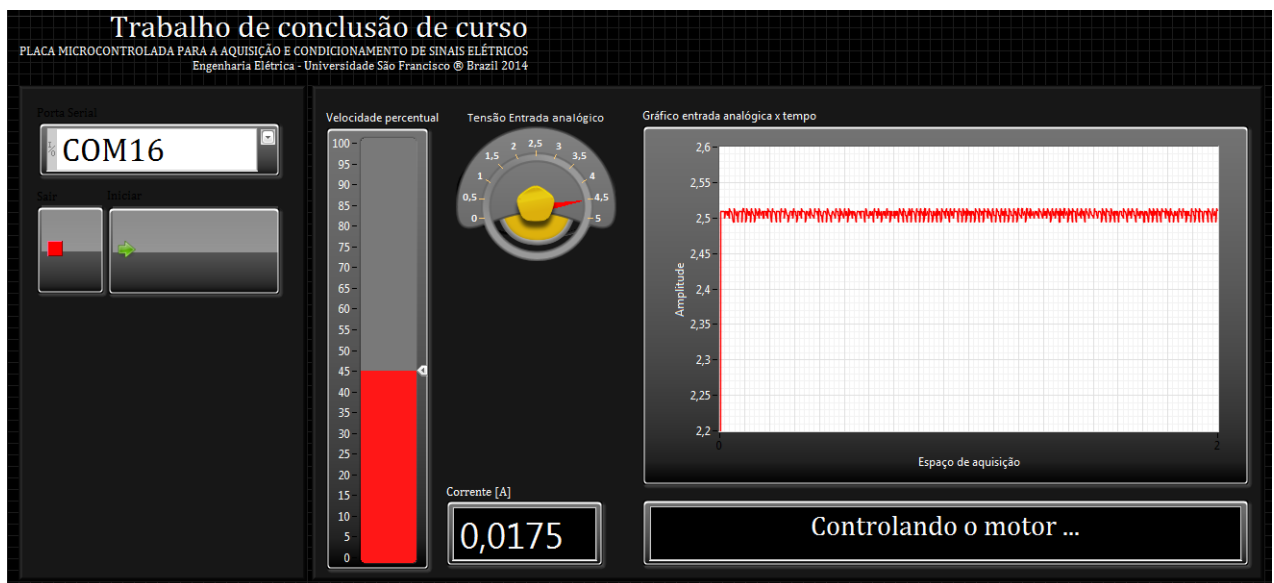 Trabalho de conclusão de curso
PLACA MICROCONTROLADA PARA A AQUISIÇÃO E CONDICIONAMENTO DE SINAIS ELÉTRICOS
Engenharia Elétrica - Universidade São Francisco ® Brazil 2014
Porta Serial
I/O
COM16
Sair
Iniciar
Velocidade percentual
100
95
90
85
80
75
70
65
60
55
50
45
40
35
30
25
20
15
10
5
0
Tensão Entrada analógico
0
0,5
1
1,5
2
2,5
3
3,5
4
4,5
5
Corrente [A]
0,0175
Gráfico entrada analógica x tempo
Amplitude
2,6
2,55
2,5
2,45
2,4
2,35
2,3
2,25
2,2
0
2
Espaço de aquisição
Controlando o motor ...